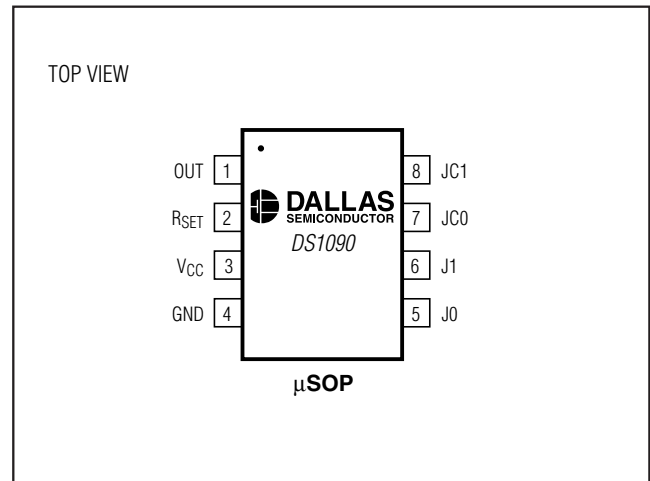 TOP VIEW
OUT 1
8 JC1
RSET 2
7 JC0
VCC 3
6 J1
GND 4
5 J0
DALLAS
SEMICONDUCTOR
DS1090
μSOP